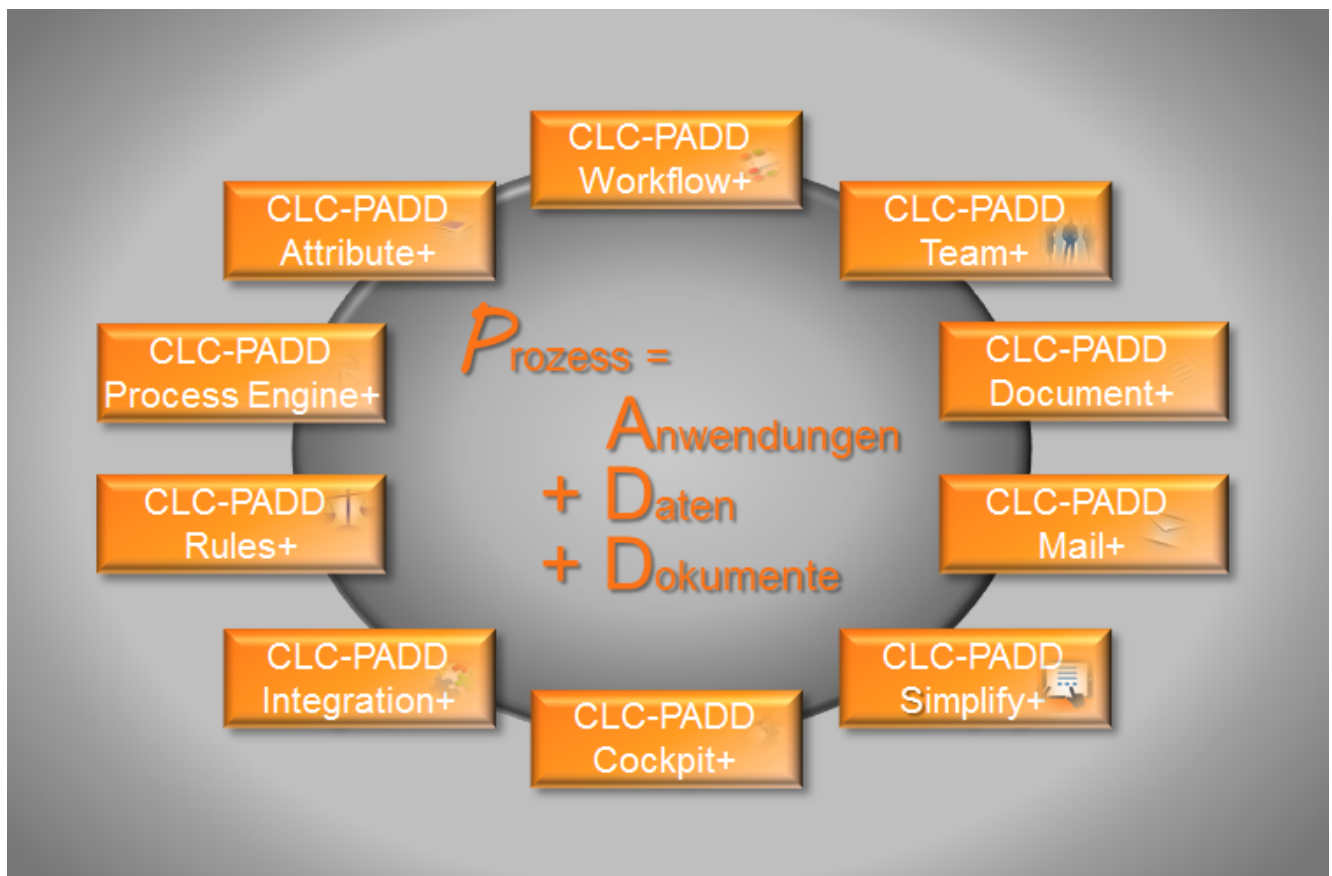 CLC-PADD
Workflow+
CLC-PADD
Attribute+
CLC-PADD
Team+
CLC-PADD
Process Engine+
CLC-PADD
Document+
Prozess =
Anwendungen
+ Daten
+ Dokumente
CLC-PADD
Rules+
CLC-PADD
Mail+
CLC-PADD
Integration+
CLC-PADD
Simplify+
CLC-PADD
Cockpit+